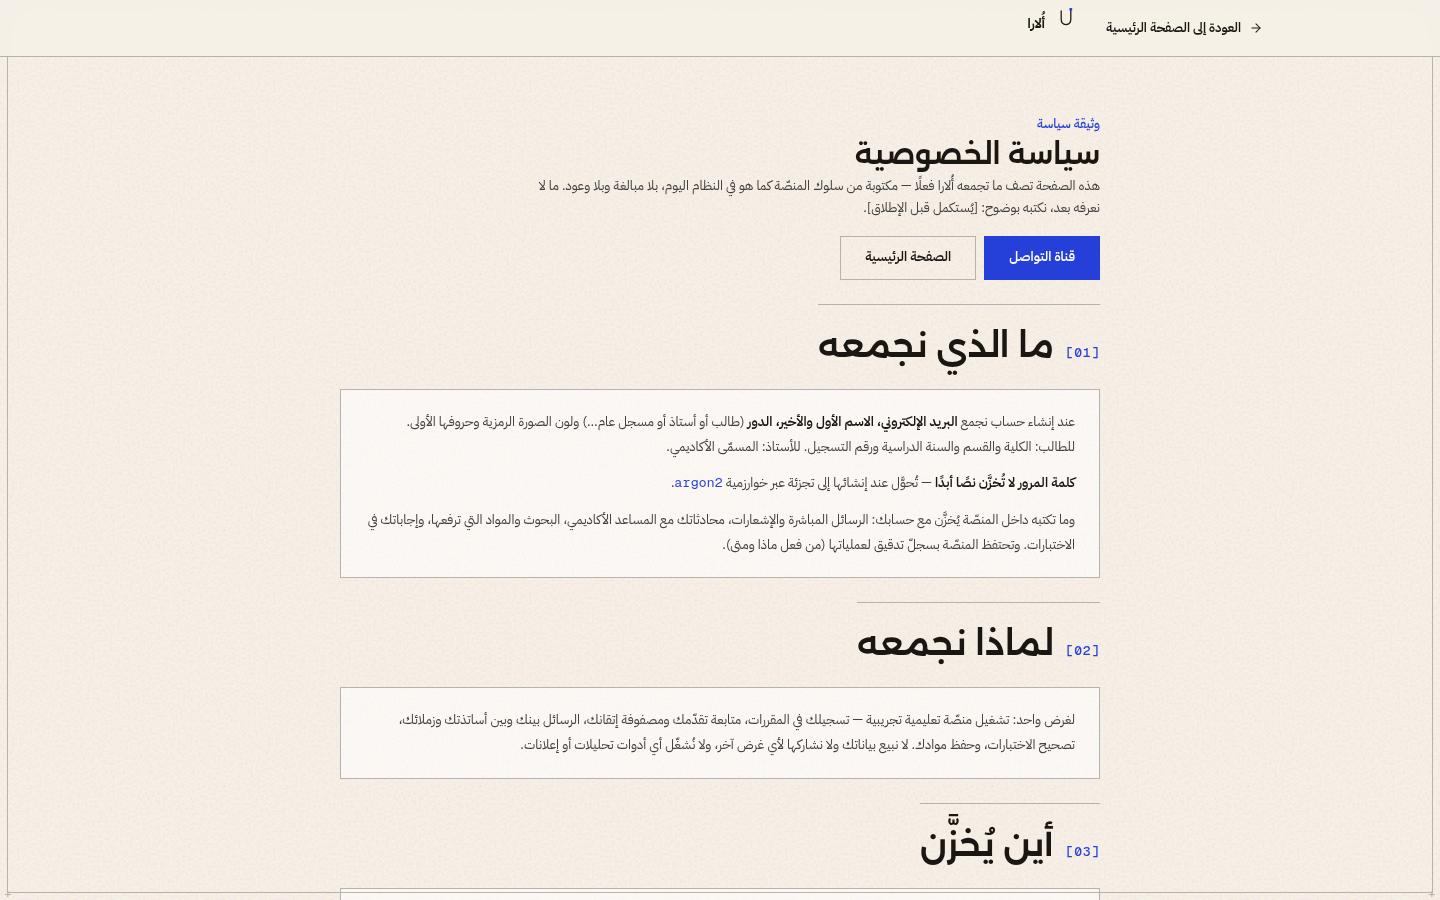 العودة إلى الصفحة الرئيسية
أُلارا
وثيقة سياسة
سياسة الخصوصية
هذه الصفحة تصف ما تجمعه أُلارا فعلًا — مكتوبة من سلوك المنصّة كما هو في النظام اليوم، بلا مبالغة وبلا وعود. ما لا
نعرفه بعد، نكتبه بوضوح: [يُستكمل قبل الإطلاق].
قناة التواصل
الصفحة الرئيسية
[01] ما الذي نجمعه
عند إنشاء حساب نجمع البريد الإلكتروني، الاسم الأول والأخير، الدور (طالب أو أستاذ أو مسجل عام...) ولون الصورة الرمزية وحروفها الأولى.
للطالب: الكلية والقسم والسنة الدراسية ورقم التسجيل. للأستاذ: المسمّى الأكاديمي.
كلمة المرور لا تُخزَّن نصًا أبدًا — تُحوَّل عند إنشائها إلى تجزئة عبر خوارزمية argon2.
وما تكتبه داخل المنصّة يُخزَّن مع حسابك: الرسائل المباشرة والإشعارات، محادثاتك مع المساعد الأكاديمي، البحوث والمواد التي ترفعها، وإجاباتك في
الاختبارات. وتحتفظ المنصّة بسجلّ تدقيق لعملياتها (من فعل ماذا ومتى).
[02] لماذا نجمعه
لغرض واحد: تشغيل منصّة تعليمية تجريبية — تسجيلك في المقررات، متابعة تقدّمك ومصفوفة إتقانك، الرسائل بينك وبين أساتذتك وزملائك،
تصحيح الاختبارات، وحفظ موادك. لا نبيع بياناتك ولا نشاركها لأي غرض آخر، ولا نُشغّل أي أدوات تحليلات أو إعلانات.
[03] أين يُخزَّن